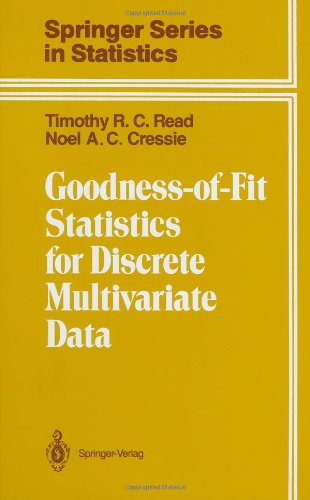 Springer Series
in Statistics
Timothy R. C. Read
Noel A. C. Cressie
Goodness-of-Fit
Statistics
for Discrete
Multivariate
Data
Springer-Verlag